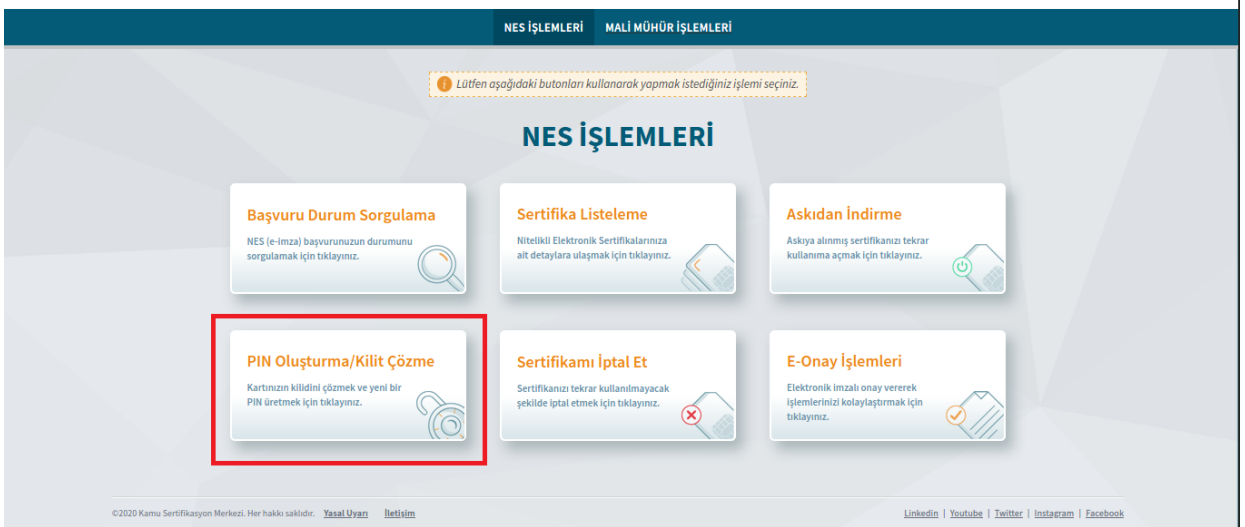 NES İŞLEMLERİ MALİ MÜHÜR İŞLEMLERİ
Lütfen aşağıdaki butonları kullanarak yapmak istediğiniz işlemi seçiniz.
NES İŞLEMLERİ
Başvuru Durum Sorgulama
NES (e-imza) başvurunuzun durumunu
sorgulamak için tıklayınız.
Sertifika Listeleme
Nitelikli Elektronik Sertifikalarınıza
ait detaylara ulaşmak için tıklayınız.
Askıdan İndirme
Askıya alınmış sertifikanızı tekrar
kullanıma açmak için tıklayınız.
PIN Oluşturma/Kilit Çözme
Kartınızın kilidini çözmek ve yeni bir
PIN üretmek için tıklayınız.
Sertifikamı İptal Et
Sertifikanızı tekrar kullanılmayacak
şekilde iptal etmek için tıklayınız.
E-Onay İşlemleri
Elektronik imzalı onay vererek
işlemlerinizi kolaylaştırmak için
tıklayınız.
©2020 Kamu Sertifikasyon Merkezi. Her hakkı saklıdır. Yasal Uyarı İletişim
Linkedin | Youtube | Twitter | Instagram | Facebook